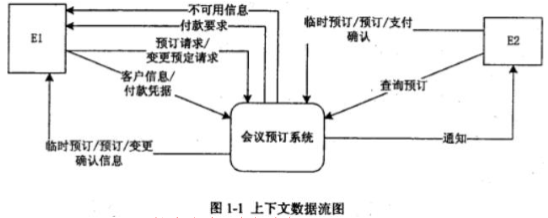 不可用信息
付款要求
E1
预订请求/
变更预定请求
临时预订/预订/支付
确认
E2
客户信息/
付款凭据
查询预订
会议预订系统
临时预订/预订/变更
确认信息
通知
图 1-1 上下文数据流图